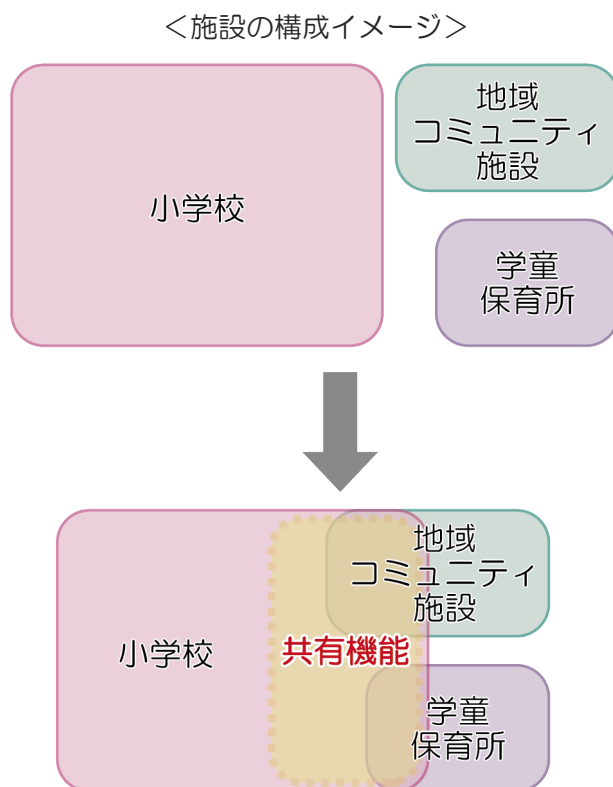 ＜施設の構成イメージ＞
小学校
地域
コミュニティ
施設
学童
保育所
地域
コミュニティ
施設
小学校
共有機能
学童
保育所